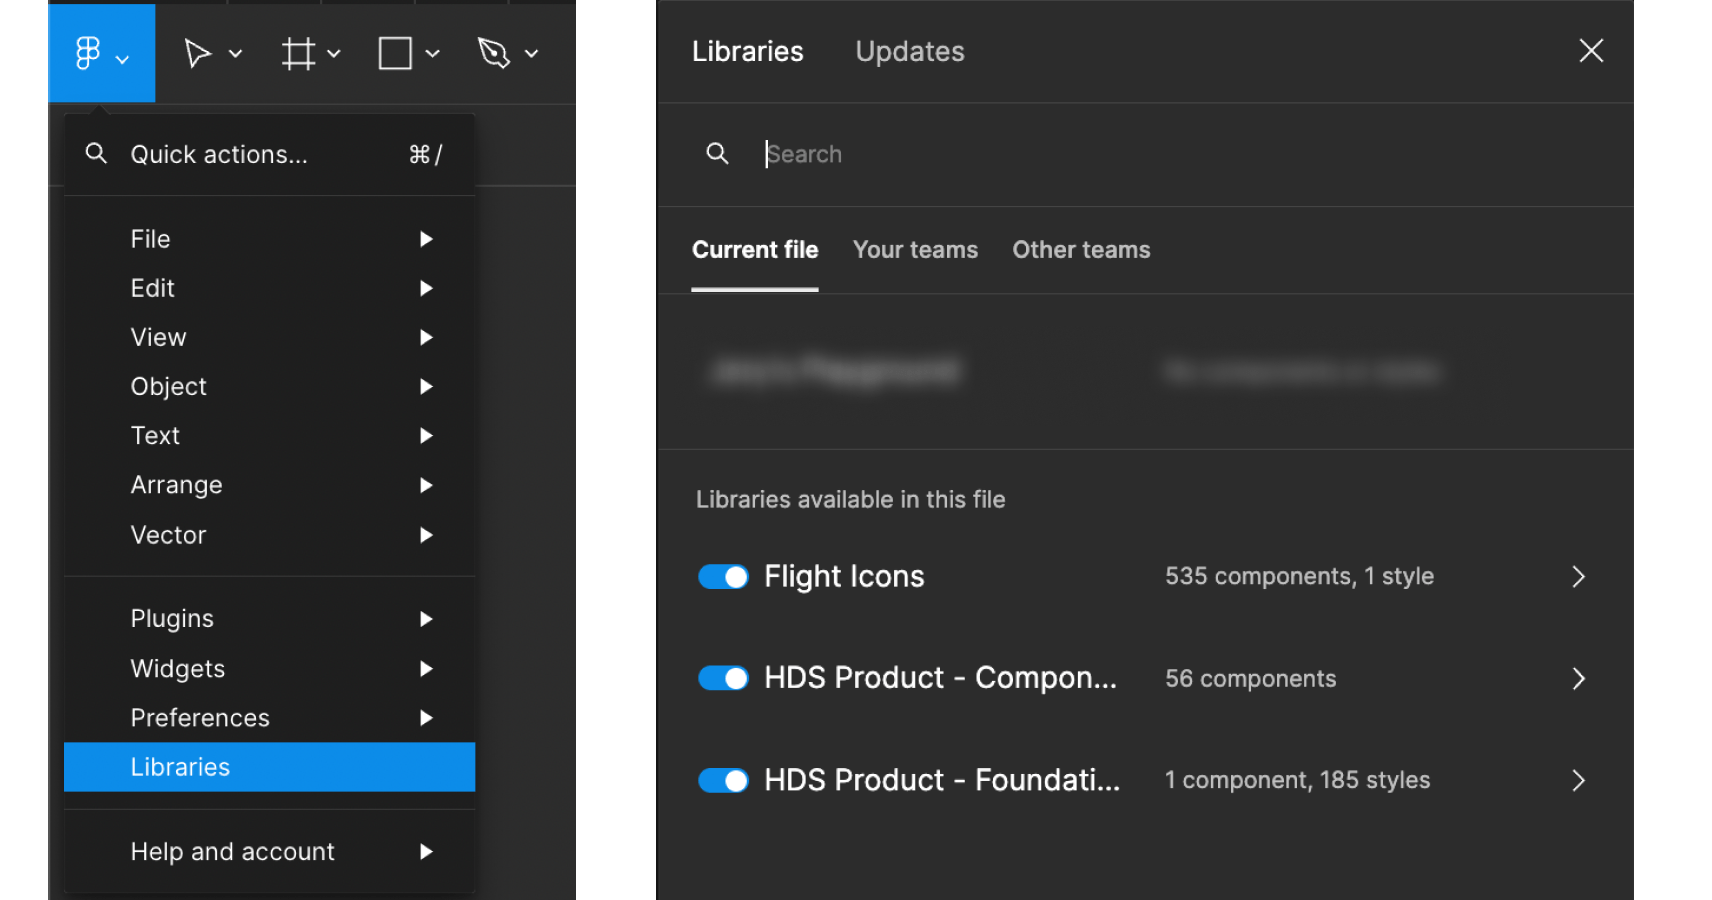 Quick actions... ⌘/
File
Edit
View
Object
Text
Arrange
Vector
Plugins
Widgets
Preferences
Libraries
Help and account
Libraries Updates
Search
Current file Your teams Other teams
Libraries available in this file
Flight Icons 535 components, 1 style
HDS Product - Compon... 56 components
HDS Product - Foundati... 1 component, 185 styles